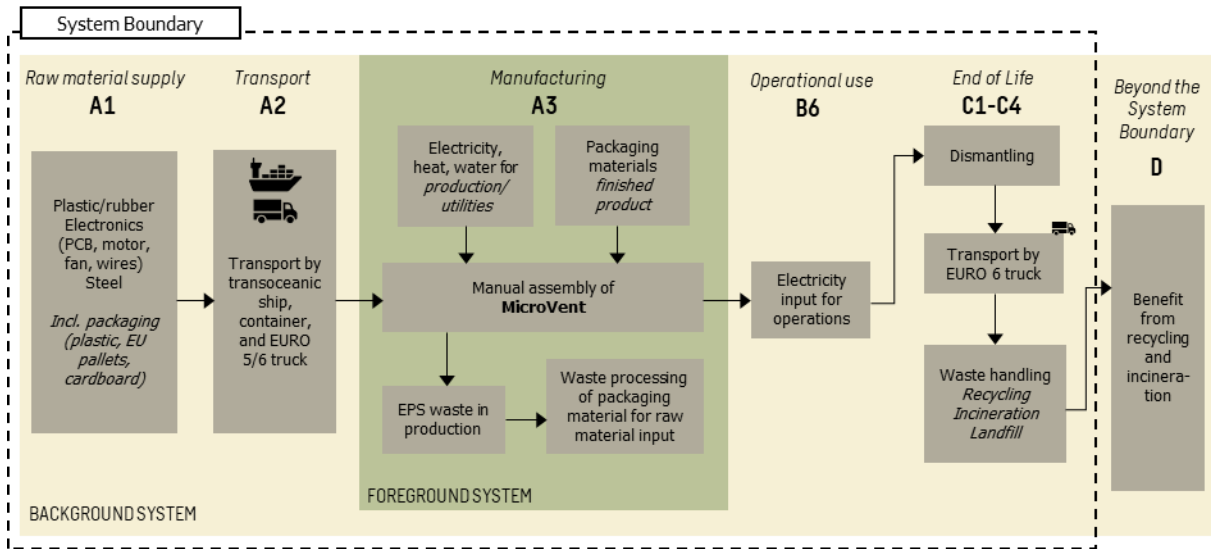 System Boundary
Raw material supply
A1
Plastic/rubber
Electronics
(PCB, motor,
fan, wires)
Steel
Incl. packaging
(plastic, EU
pallets,
cardboard)
Transport
A2
Transport by
transoceanic
ship,
container,
and EURO
5/6 truck
Manufacturing
A3
Electricity,
heat, water for
production/
utilities
Packaging
materials
finished
product
Manual assembly of
MicroVent
EPS waste in
production
Waste processing
of packaging
material for raw
material input
FOREGROUND SYSTEM
Operational use
B6
Electricity
input for
operations
End of Life
C1-C4
Dismantling
Transport by
EURO 6 truck
Waste handling
Recycling
Incineration
Landfill
Beyond the
System
Boundary
D
Benefit
from
recycling
and
incinera-
tion
BACKGROUND SYSTEM